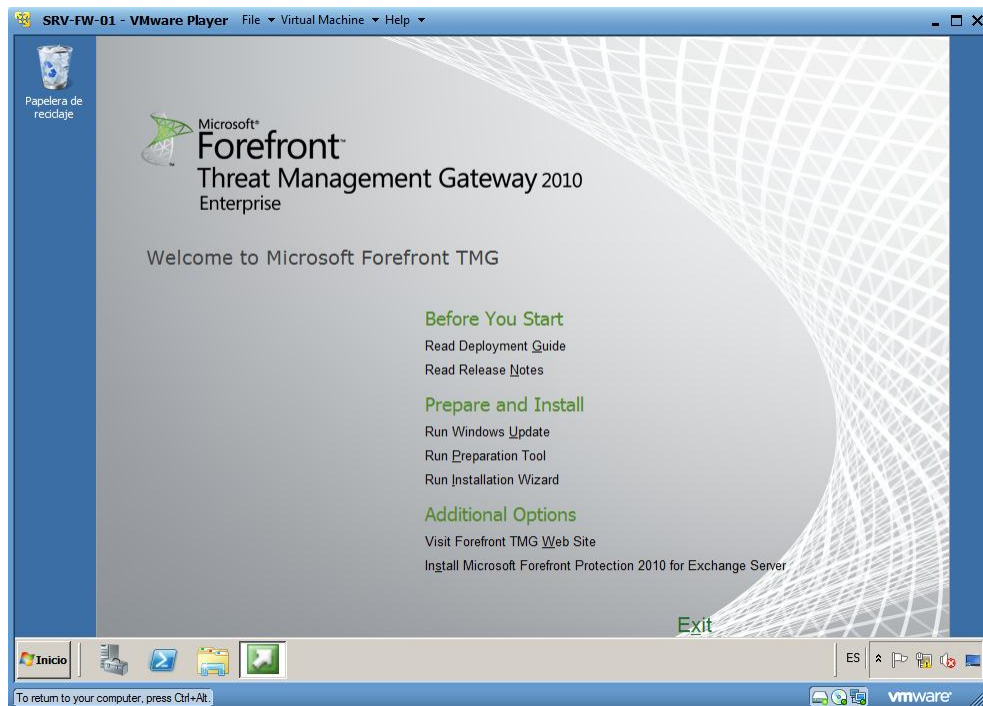 SRV-FW-01 - VMware Player File Virtual Machine Help
Papelera de
reciclaje
Microsoft®
Forefront™
Threat Management Gateway 2010
Enterprise
Welcome to Microsoft Forefront TMG
Before You Start
Read Deployment Guide
Read Release Notes
Prepare and Install
Run Windows Update
Run Preparation Tool
Run Installation Wizard
Additional Options
Visit Forefront TMG Web Site
Install Microsoft Forefront Protection 2010 for Exchange Server
Exit
Inicio
ES
To return to your computer, press Ctrl+Alt.
vmware